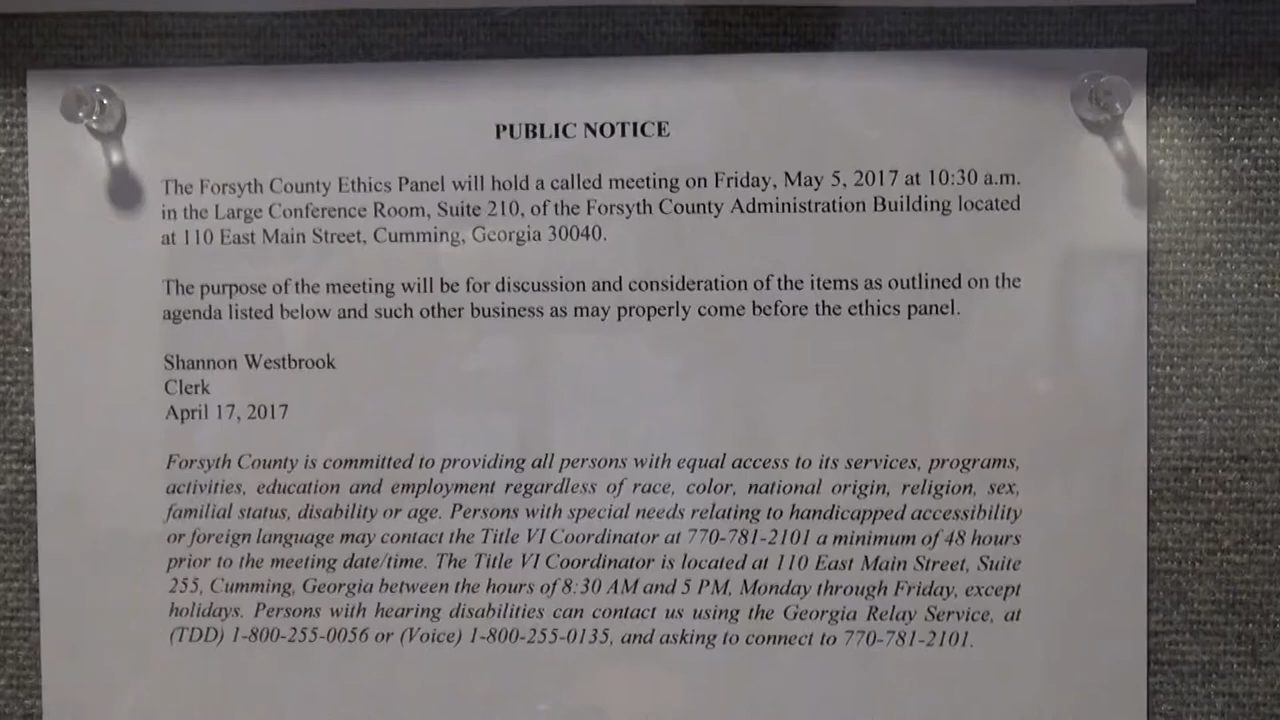 PUBLIC NOTICE
The Forsyth County Ethics Panel will hold a called meeting on Friday, May 5, 2017 at 10:30 a.m.
in the Large Conference Room, Suite 210, of the Forsyth County Administration Building located
at 110 East Main Street, Cumming, Georgia 30040.
The purpose of the meeting will be for discussion and consideration of the items as outlined on the
agenda listed below and such other business as may properly come before the ethics panel.
Shannon Westbrook
Clerk
April 17, 2017
Forsyth County is committed to providing all persons with equal access to its services, programs,
activities, education and employment regardless of race, color, national origin, religion, sex,
familial status, disability or age. Persons with special needs relating to handicapped accessibility
or foreign language may contact the Title VI Coordinator at 770-781-2101 a minimum of 48 hours
prior to the meeting date/time. The Title VI Coordinator is located at 110 East Main Street, Suite
255, Cumming, Georgia between the hours of 8:30 AM and 5 PM, Monday through Friday, except
holidays. Persons with hearing disabilities can contact us using the Georgia Relay Service, at
(TDD) 1-800-255-0056 or (Voice) 1-800-255-0135, and asking to connect to 770-781-2101.